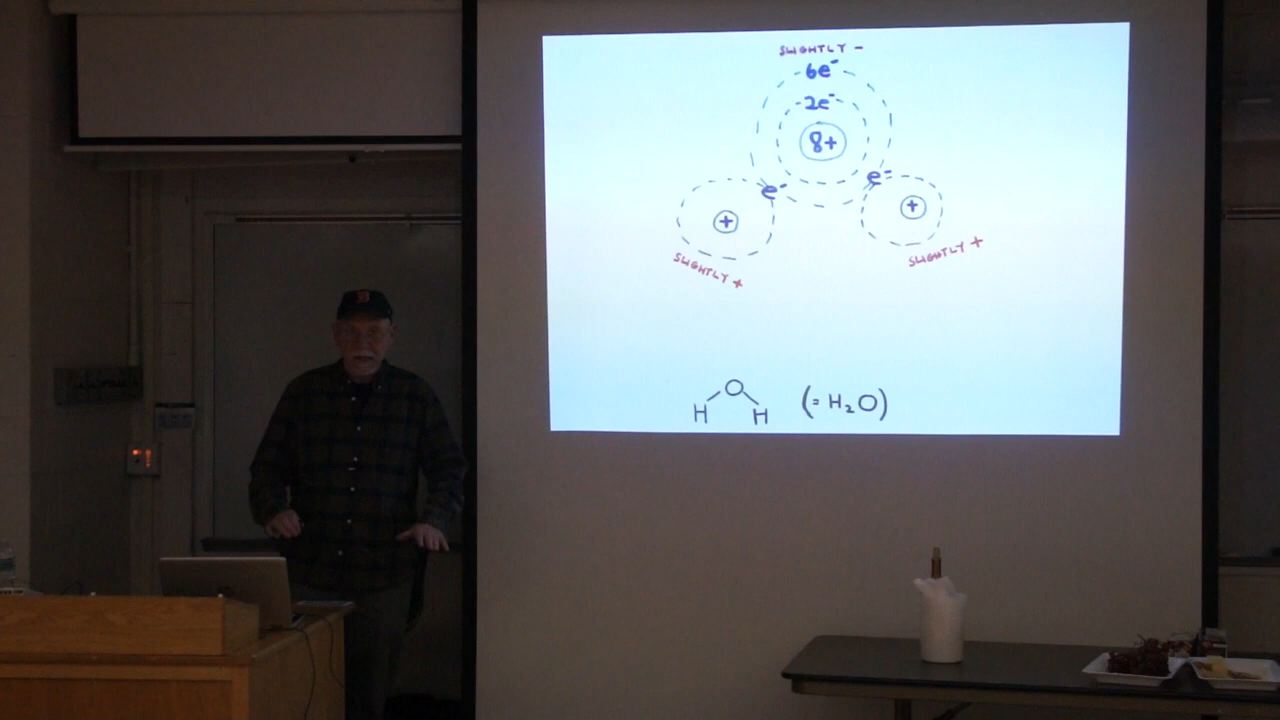 SLIGHTLY -
6e⁻
2e⁻
8+
e⁻ e⁻
+ +
SLIGHTLY +
SLIGHTLY +
O
H H
(= H₂O)
B